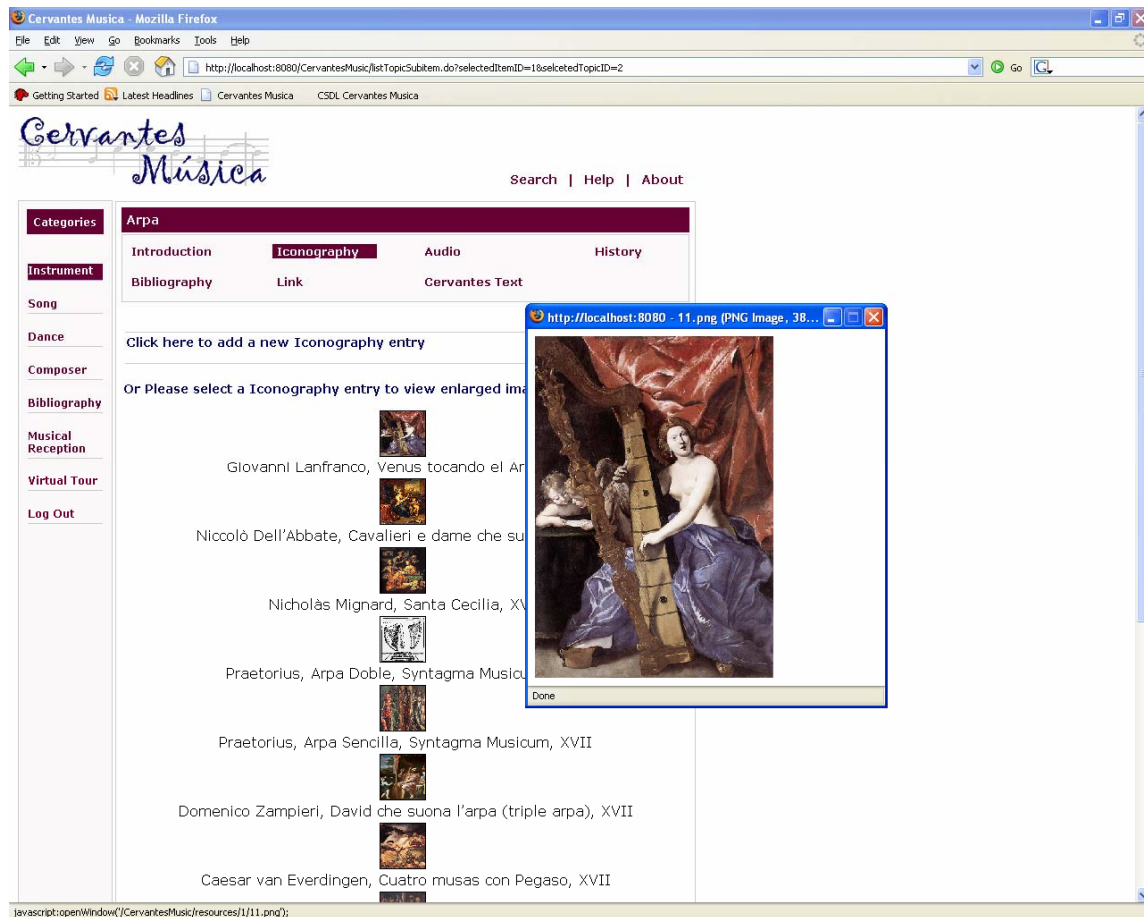 Cervantes Musica - Mozilla Firefox
File Edit View Go Bookmarks Tools Help
http://localhost:8080/CervantesMusic/listTopicSubitem.do?selectedItemID=1&selcetedTopicID=2
Go
Getting Started Latest Headlines Cervantes Musica CSDL Cervantes Musica
Cervantes
Música
Search | Help | About
Categories
Instrument
Song
Dance
Composer
Bibliography
Musical
Reception
Virtual Tour
Log Out
Arpa
Introduction Iconography Audio History
Bibliography Link Cervantes Text
Click here to add a new Iconography entry
Or Please select a Iconography entry to view enlarged
GIovannI Lanfranco, Venus tocando el
Niccolò Dell'Abbate, Cavalieri e dame che
Nicholàs Mignard, Santa Cecilia,
Praetorius, Arpa Doble, Syntagma
Praetorius, Arpa Sencilla, Syntagma Musicum, XVII
Domenico Zampieri, David che suona l'arpa (triple arpa), XVII
Caesar van Everdingen, Cuatro musas con Pegaso, XVII
http://localhost:8080 - 11.png (PNG Image, 38...
Done
javascript:openWindow('/CervantesMusic/resources/1/11.png');